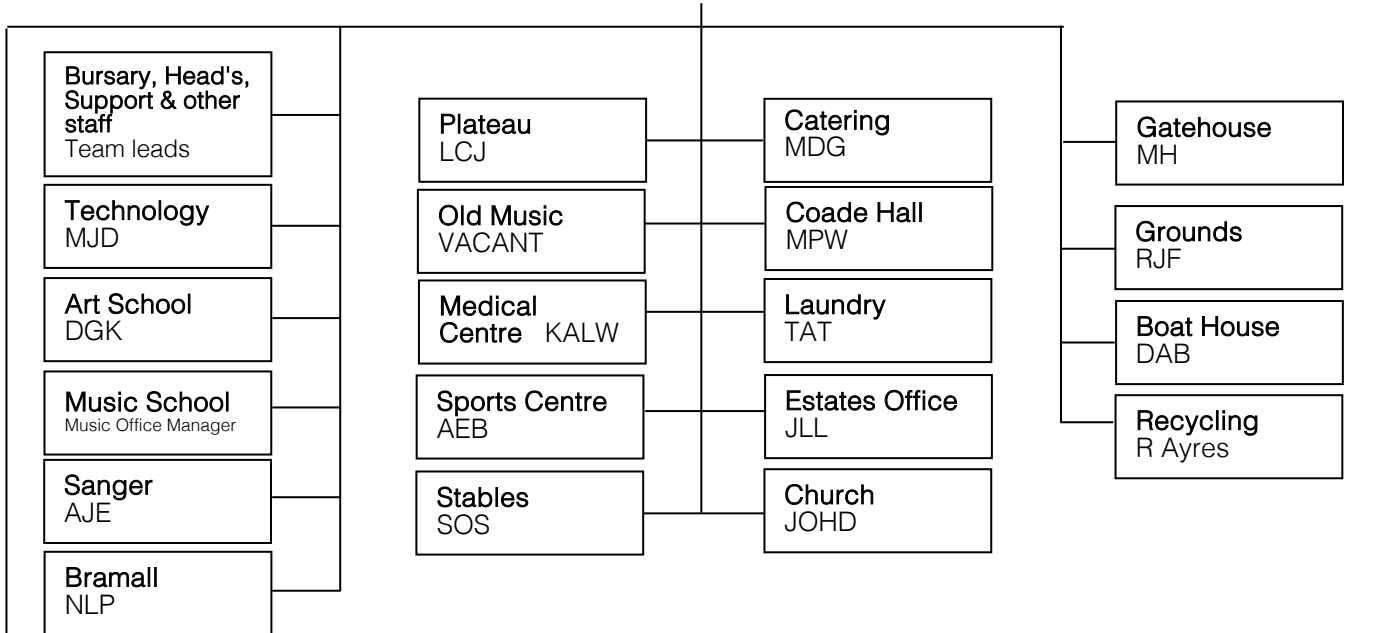 Bursary, Head's,
Support & other
staff
Team leads
Technology
MJD
Art School
DGK
Music School
Music Office Manager
Sanger
AJE
Bramall
NLP
Plateau
LCJ
Old Music
VACANT
Medical
Centre KALW
Sports Centre
AEB
Stables
SOS
Catering
MDG
Coade Hall
MPW
Laundry
TAT
Estates Office
JLL
Church
JOHD
Gatehouse
MH
Grounds
RJF
Boat House
DAB
Recycling
R Ayres